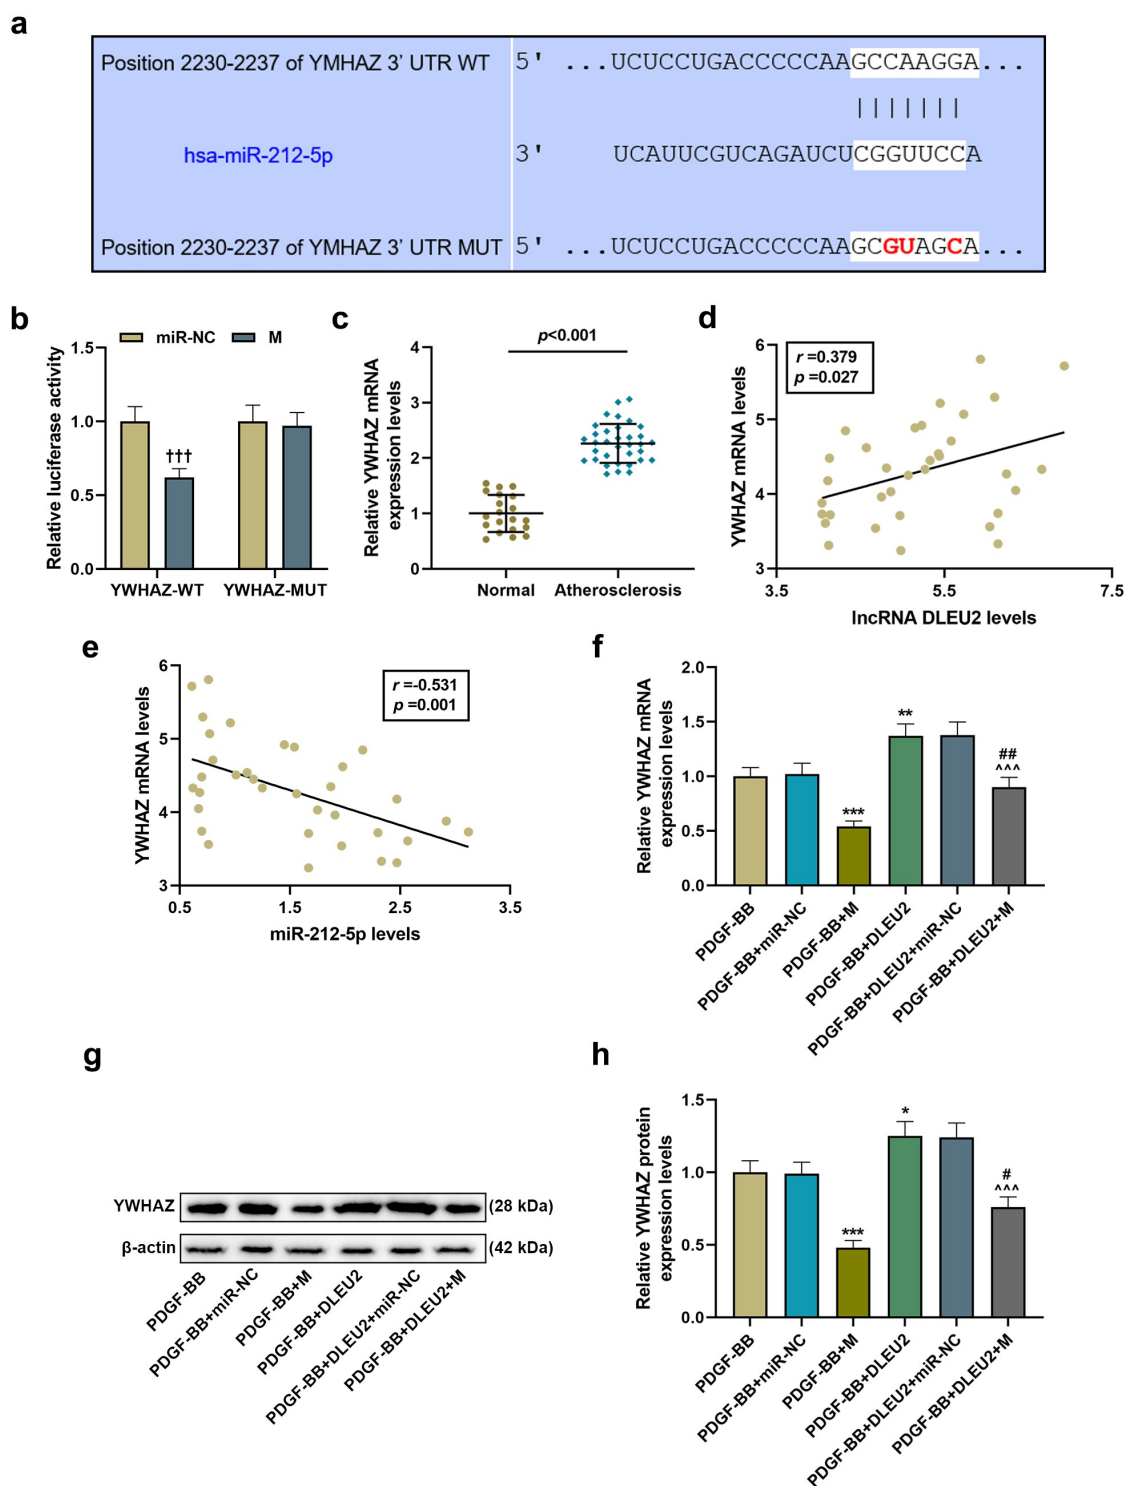 a
Position 2230-2237 of YMHAZ 3' UTR WT 5' ...UCUCCUGACCCCCAAGCCAAGGA...
hsa-miR-212-5p 3' UCAUUCGUCAGAUCUCGGUUCCA
Position 2230-2237 of YMHAZ 3' UTR MUT 5' ...UCUCCUGACCCCCAAGCGUAGCA...
b
miR-NC M
Relative luciferase activity
1.5
1.0
0.5
0.0
†††
YWHAZ-WT YWHAZ-MUT
c
Relative YWHAZ mRNA
expression levels
4
3
2
1
0
p<0.001
Normal Atherosclerosis
d
YWHAZ mRNA levels
6
5
4
3
r=0.379
p=0.027
3.5 5.5 7.5
lncRNA DLEU2 levels
e
YWHAZ mRNA levels
6
5
4
3
r=-0.531
p=0.001
0.5 1.5 2.5 3.5
miR-212-5p levels
f
Relative YWHAZ mRNA
expression levels
2.0
1.5
1.0
0.5
0.0
***
**
##
^^^
PDGF-BB
PDGF-BB+miR-NC
PDGF-BB+M
PDGF-BB+DLEU2
PDGF-BB+DLEU2+miR-NC
PDGF-BB+DLEU2+M
g
YWHAZ (28 kDa)
β-actin (42 kDa)
PDGF-BB
PDGF-BB+miR-NC
PDGF-BB+M
PDGF-BB+DLEU2
PDGF-BB+DLEU2+miR-NC
PDGF-BB+DLEU2+M
h
Relative YWHAZ protein
expression levels
1.5
1.0
0.5
0.0
***
*
#
^^^
PDGF-BB
PDGF-BB+miR-NC
PDGF-BB+M
PDGF-BB+DLEU2
PDGF-BB+DLEU2+miR-NC
PDGF-BB+DLEU2+M